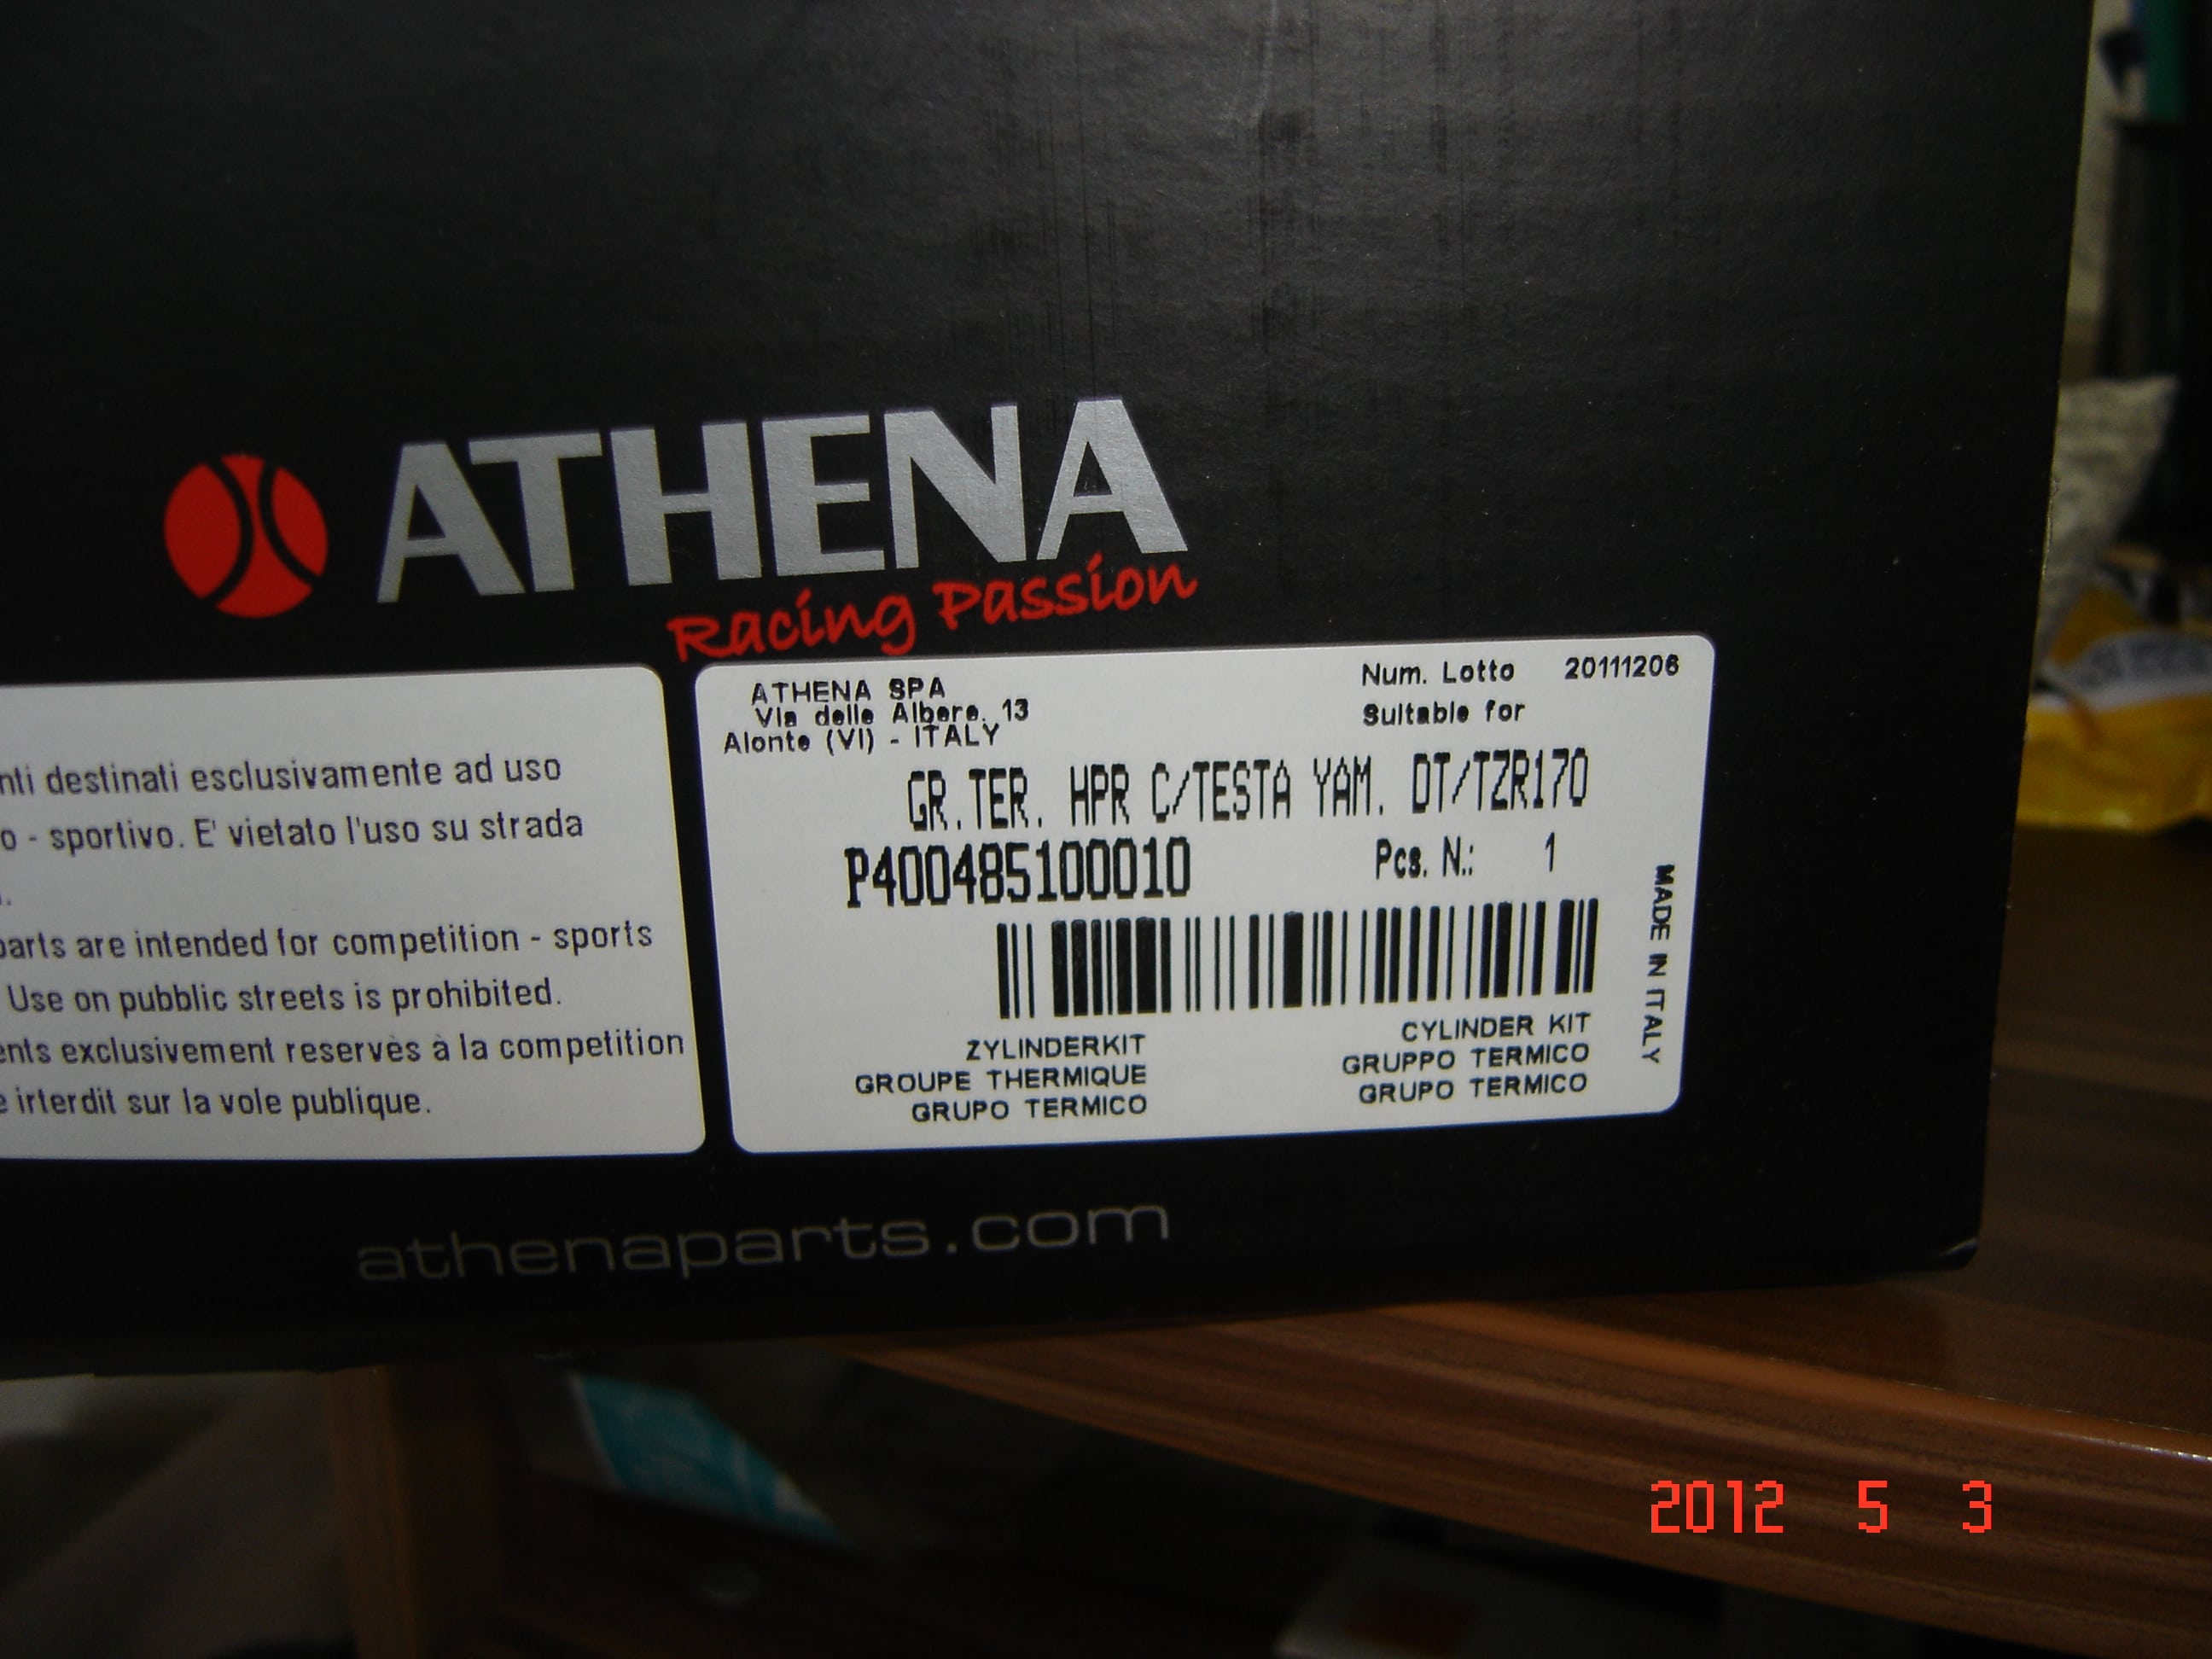 ATHENA
Racing Passion
nti destinati esclusivamente ad uso
o - sportivo. E' vietato l'uso su strada
parts are intended for competition - sports
Use on pubblic streets is prohibited.
ents exclusivement reservès à la competition
e irterdit sur la vole publique.
ATHENA SPA
Via delle Albere, 13
Alonte (VI) - ITALY
Num. Lotto 20111206
Suitable for
GR.TER. HPR C/TESTA YAM. DT/TZR170
P400485100010
Pcs. N.: 1
MADE IN ITALY
ZYLINDERKIT
GROUPE THERMIQUE
GRUPO TERMICO
CYLINDER KIT
GRUPPO TERMICO
GRUPO TERMICO
athenaparts.com
2012 5 3